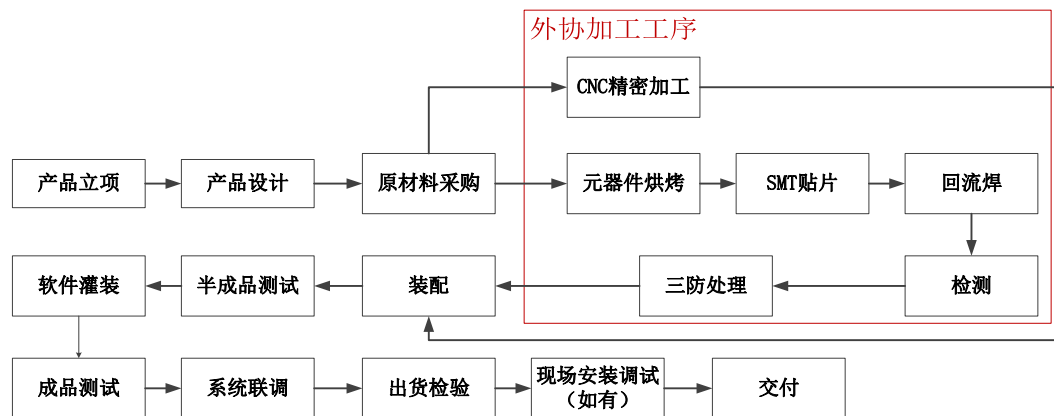 外协加工工序
CNC精密加工
产品立项
产品设计
原材料采购
元器件烘烤
SMT贴片
回流焊
软件灌装
半成品测试
装配
三防处理
检测
成品测试
系统联调
出货检验
现场安装调试
（如有）
交付